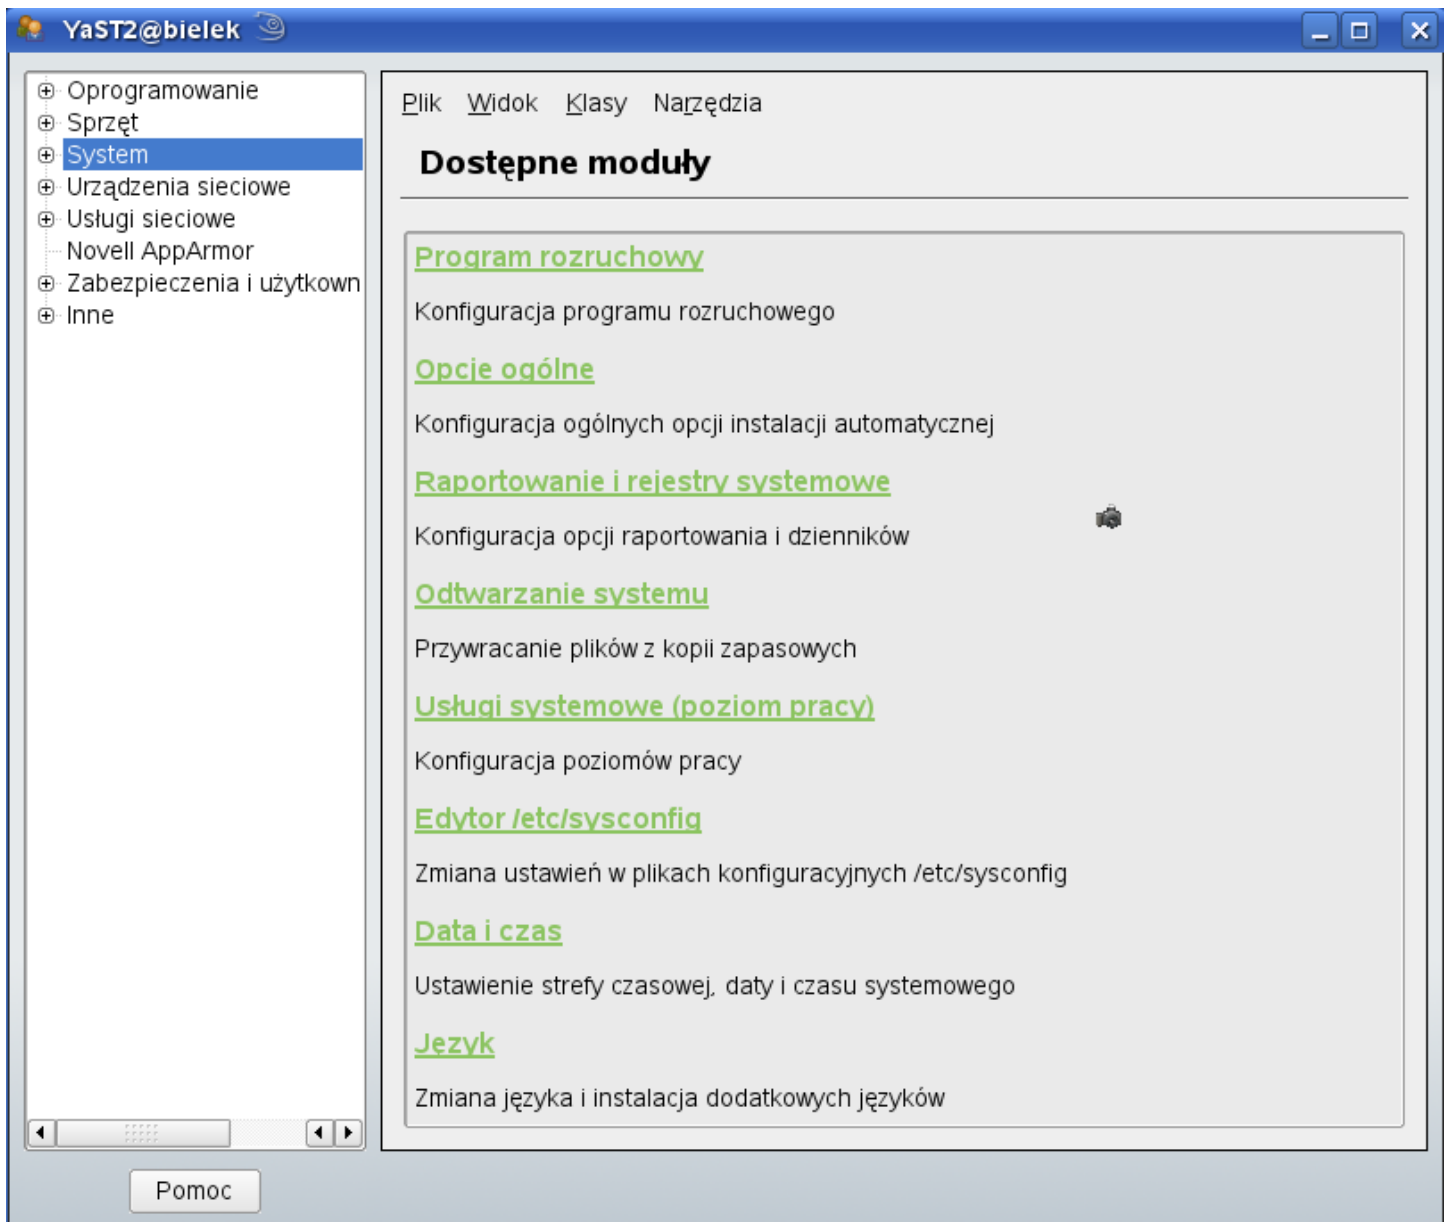 YaST2@bielek
Oprogramowanie
Sprzęt
System
Urządzenia sieciowe
Usługi sieciowe
Novell AppArmor
Zabezpieczenia i użytkown
Inne
Plik Widok Klasy Narzędzia
Dostępne moduły
Program rozruchowy
Konfiguracja programu rozruchowego
Opcje ogólne
Konfiguracja ogólnych opcji instalacji automatycznej
Raportowanie i rejestry systemowe
Konfiguracja opcji raportowania i dzienników
Odtwarzanie systemu
Przywracanie plików z kopii zapasowych
Usługi systemowe (poziom pracy)
Konfiguracja poziomów pracy
Edytor /etc/sysconfig
Zmiana ustawień w plikach konfiguracyjnych /etc/sysconfig
Data i czas
Ustawienie strefy czasowej, daty i czasu systemowego
Język
Zmiana języka i instalacja dodatkowych języków
Pomoc